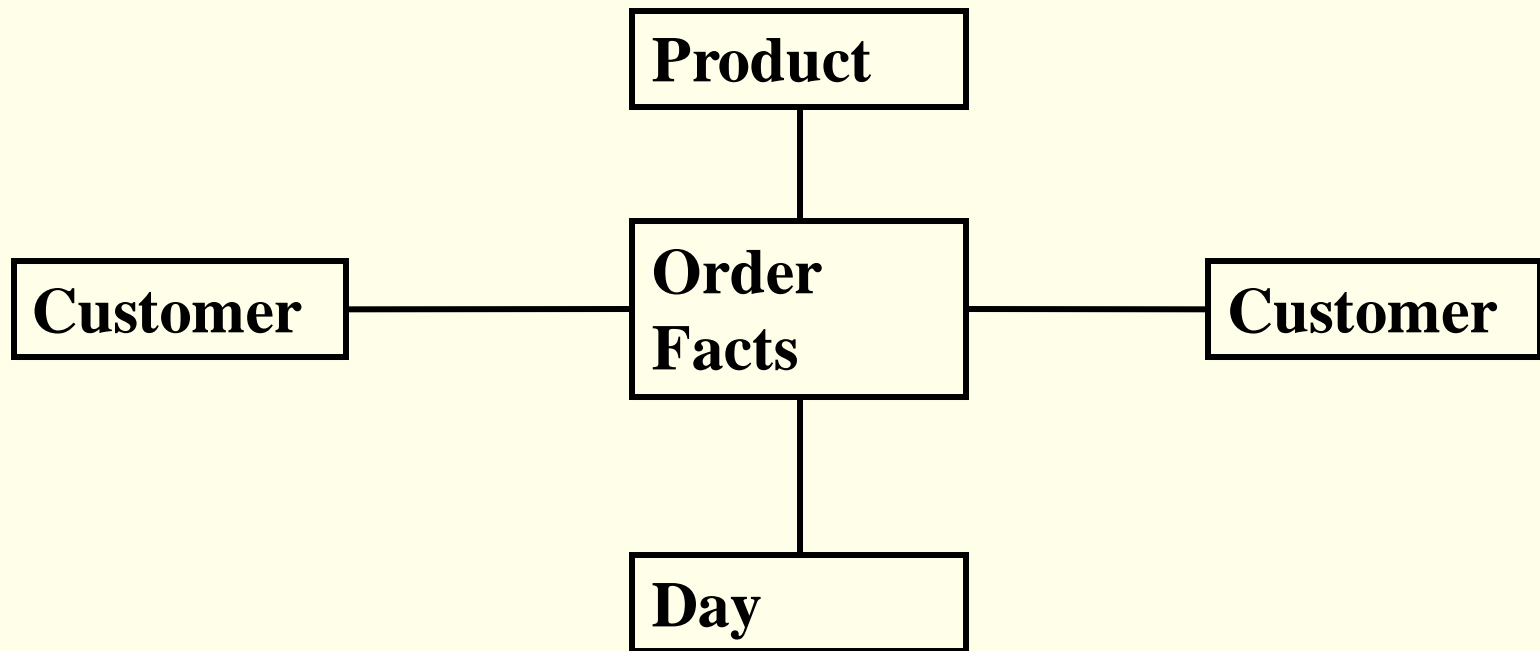 Product
Customer
Order
Facts
Customer
Day